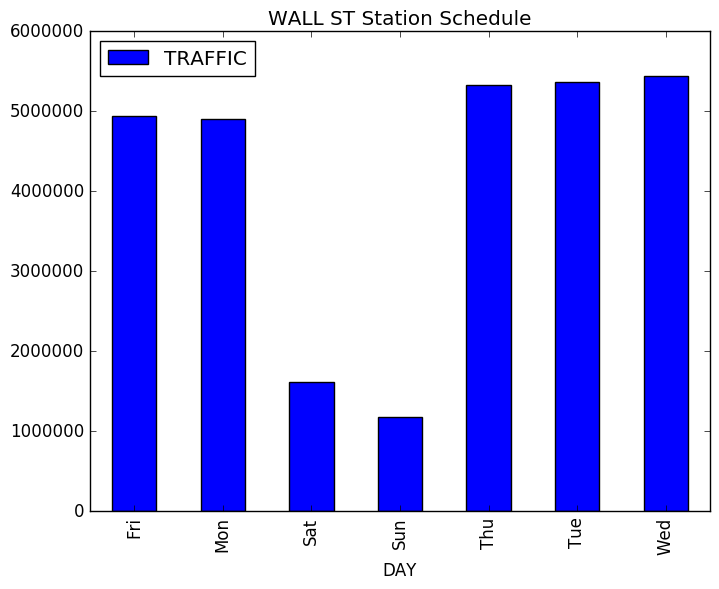 WALL ST Station Schedule
TRAFFIC
6000000
5000000
4000000
3000000
2000000
1000000
0
Fri
Mon
Sat
Sun
Thu
Tue
Wed
DAY